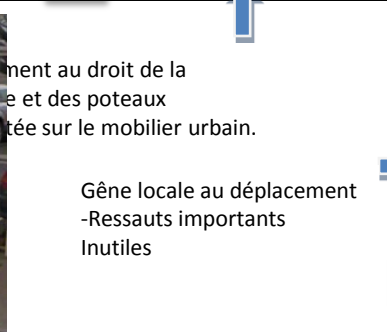 ment au droit de la
e et des poteaux
tée sur le mobilier urbain.
Gêne locale au déplacement
-Ressauts importants
Inutiles